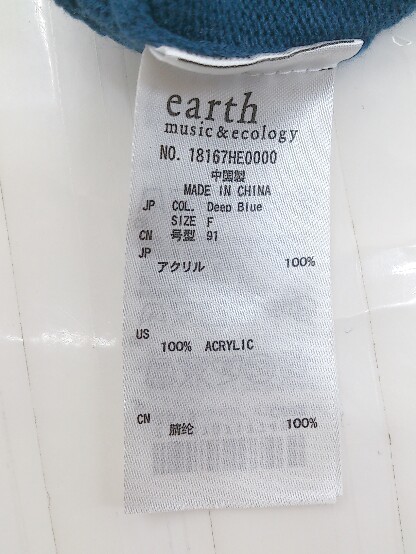 earth
music & ecology
NO. 18167HE0000
中国製
MADE IN CHINA
JP COL. Deep Blue
SIZE F
CN 号型 91
JP
アクリル 100%
US
100% ACRYLIC
CN
腈纶 100%